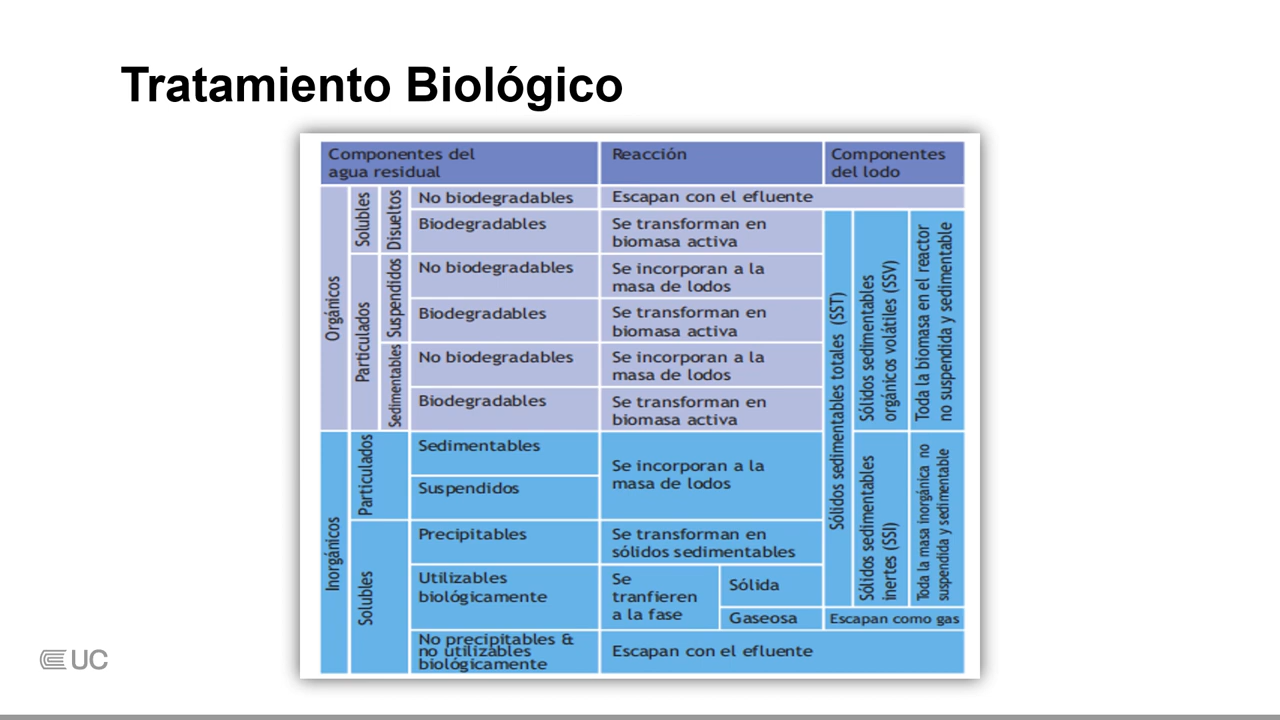 Tratamiento Biológico
Componentes del
agua residual
Reacción
Componentes
del lodo
Orgánicos
Solubles
Disueltos
No biodegradables
Escapan con el efluente
Biodegradables
Se transforman en
biomasa activa
Particulados
Suspendidos
No biodegradables
Se incorporan a la
masa de lodos
Biodegradables
Se transforman en
biomasa activa
Sedimentables
No biodegradables
Se incorporan a la
masa de lodos
Biodegradables
Se transforman en
biomasa activa
Sólidos sedimentables totales (SST)
Sólidos sedimentables
orgánicos volátiles (SSV)
Toda la biomasa en el reactor
no suspendida y sedimentable
Inorgánicos
Particulados
Sedimentables
Suspendidos
Se incorporan a la
masa de lodos
Solubles
Precipitables
Se transforman en
sólidos sedimentables
Utilizables
biológicamente
Se
tranfieren
a la fase
Sólida
Gaseosa
Sólidos sedimentables
inertes (SSI)
Toda la masa inorgánica no
suspendida y sedimentable
Escapan como gas
No precipitables &
no utilizables
biológicamente
Escapan con el efluente
UC